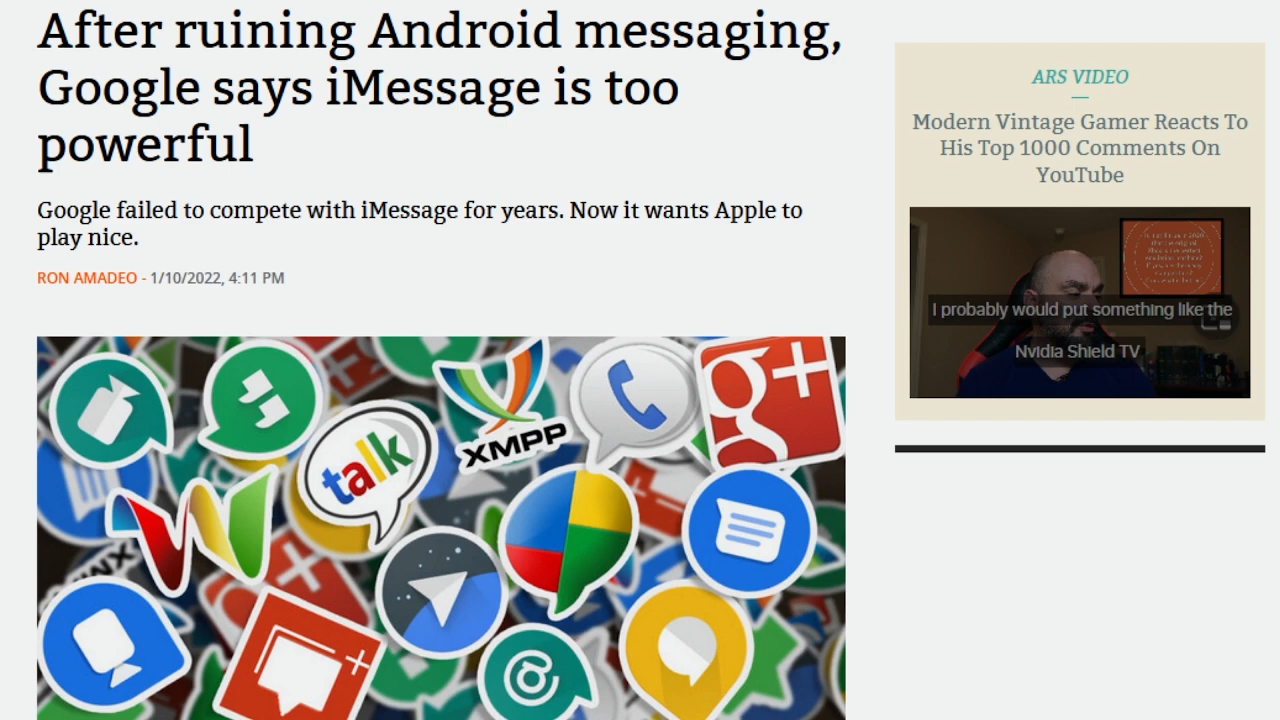 After ruining Android messaging,
Google says iMessage is too
powerful
Google failed to compete with iMessage for years. Now it wants Apple to
play nice.
RON AMADEO - 1/10/2022, 4:11 PM
talk
XMPP
g+
ARS VIDEO
Modern Vintage Gamer Reacts To
His Top 1000 Comments On
YouTube
I probably would put something like the
Nvidia Shield TV